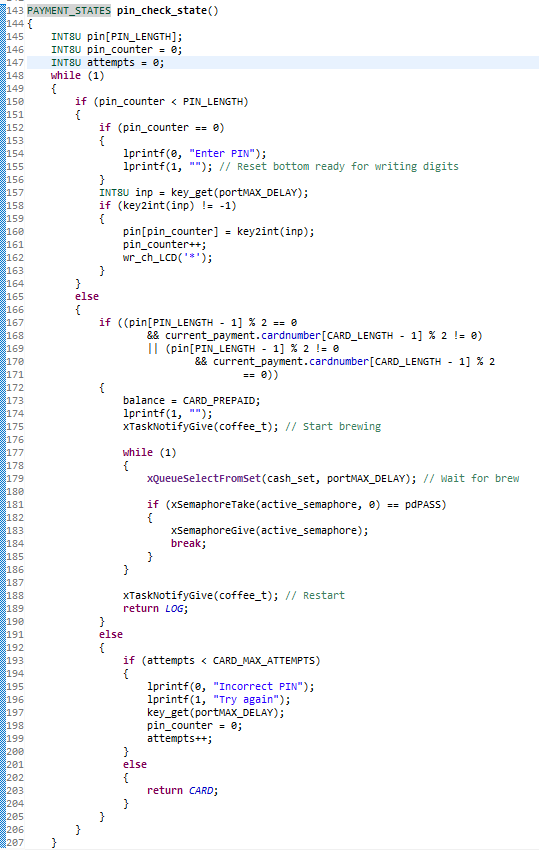 143 PAYMENT_STATES pin_check_state()
144 {
145     INT8U pin[PIN_LENGTH];
146     INT8U pin_counter = 0;
147     INT8U attempts = 0;
148     while (1)
149     {
150         if (pin_counter < PIN_LENGTH)
151         {
152             if (pin_counter == 0)
153             {
154                 lprintf(0, "Enter PIN");
155                 lprintf(1, ""); // Reset bottom ready for writing digits
156             }
157             INT8U inp = key_get(portMAX_DELAY);
158             if (key2int(inp) != -1)
159             {
160                 pin[pin_counter] = key2int(inp);
161                 pin_counter++;
162                 wr_ch_LCD('*');
163             }
164         }
165         else
166         {
167             if ((pin[PIN_LENGTH - 1] % 2 == 0
168                     && current_payment.cardnumber[CARD_LENGTH - 1] % 2 != 0)
169                     || (pin[PIN_LENGTH - 1] % 2 != 0
170                             && current_payment.cardnumber[CARD_LENGTH - 1] % 2
171                                     == 0))
172             {
173                 balance = CARD_PREPAID;
174                 lprintf(1, "");
175                 xTaskNotifyGive(coffee_t); // Start brewing
176
177                 while (1)
178                 {
179                     xQueueSelectFromSet(cash_set, portMAX_DELAY); // Wait for brew
180
181                     if (xSemaphoreTake(active_semaphore, 0) == pdPASS)
182                     {
183                         xSemaphoreGive(active_semaphore);
184                         break;
185                     }
186                 }
187
188                 xTaskNotifyGive(coffee_t); // Restart
189                 return LOG;
190             }
191             else
192             {
193                 if (attempts < CARD_MAX_ATTEMPTS)
194                 {
195                     lprintf(0, "Incorrect PIN");
196                     lprintf(1, "Try again");
197                     key_get(portMAX_DELAY);
198                     pin_counter = 0;
199                     attempts++;
200                 }
201                 else
202                 {
203                     return CARD;
204                 }
205             }
206         }
207     }